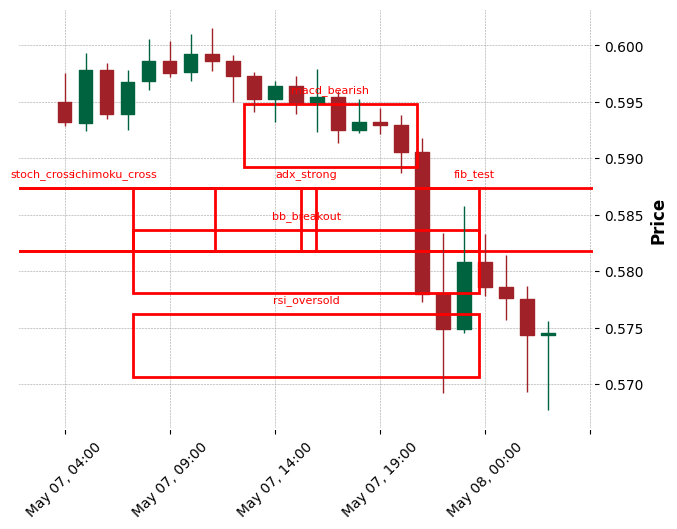 0.600
macd_bearish
0.595
0.590
stoch_cross
ichimoku_cross
adx_strong
fib_test
0.585
bb_breakout
0.580
rsi_oversold
0.575
0.570
Price
May 07, 04:00
May 07, 09:00
May 07, 14:00
May 07, 19:00
May 08, 00:00